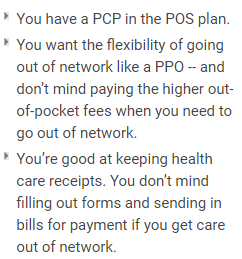 You have a PCP in the POS plan.
You want the flexibility of going
out of network like a PPO -- and
don't mind paying the higher out-
of-pocket fees when you need to
go out of network.
You're good at keeping health
care receipts. You don't mind
filling out forms and sending in
bills for payment if you get care
out of network.